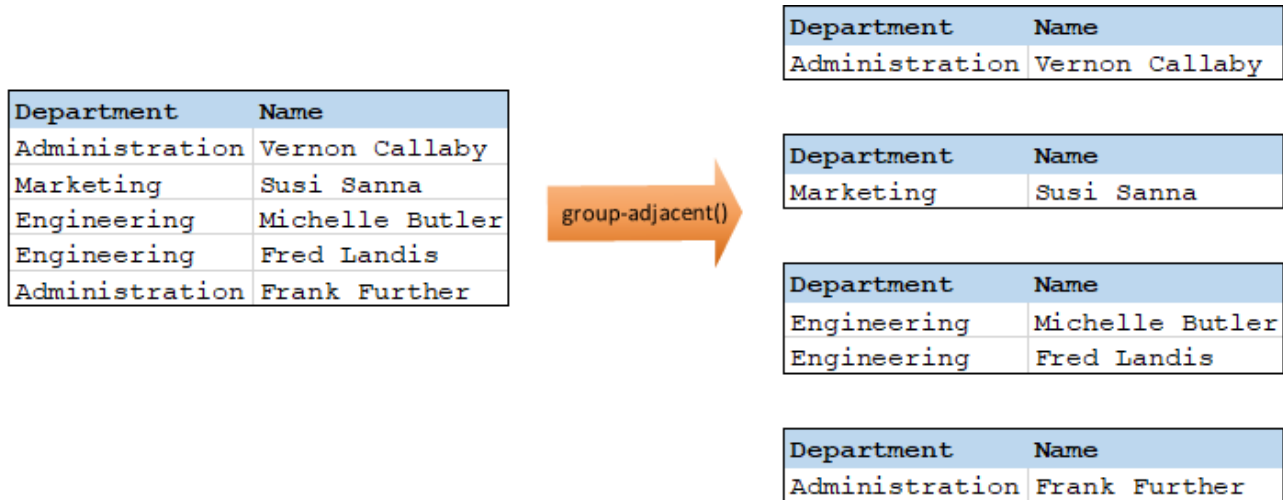 Department Name
Administration Vernon Callaby
Marketing Susi Sanna
Engineering Michelle Butler
Engineering Fred Landis
Administration Frank Further
group-adjacent()
Department Name
Administration Vernon Callaby
Department Name
Marketing Susi Sanna
Department Name
Engineering Michelle Butler
Engineering Fred Landis
Department Name
Administration Frank Further